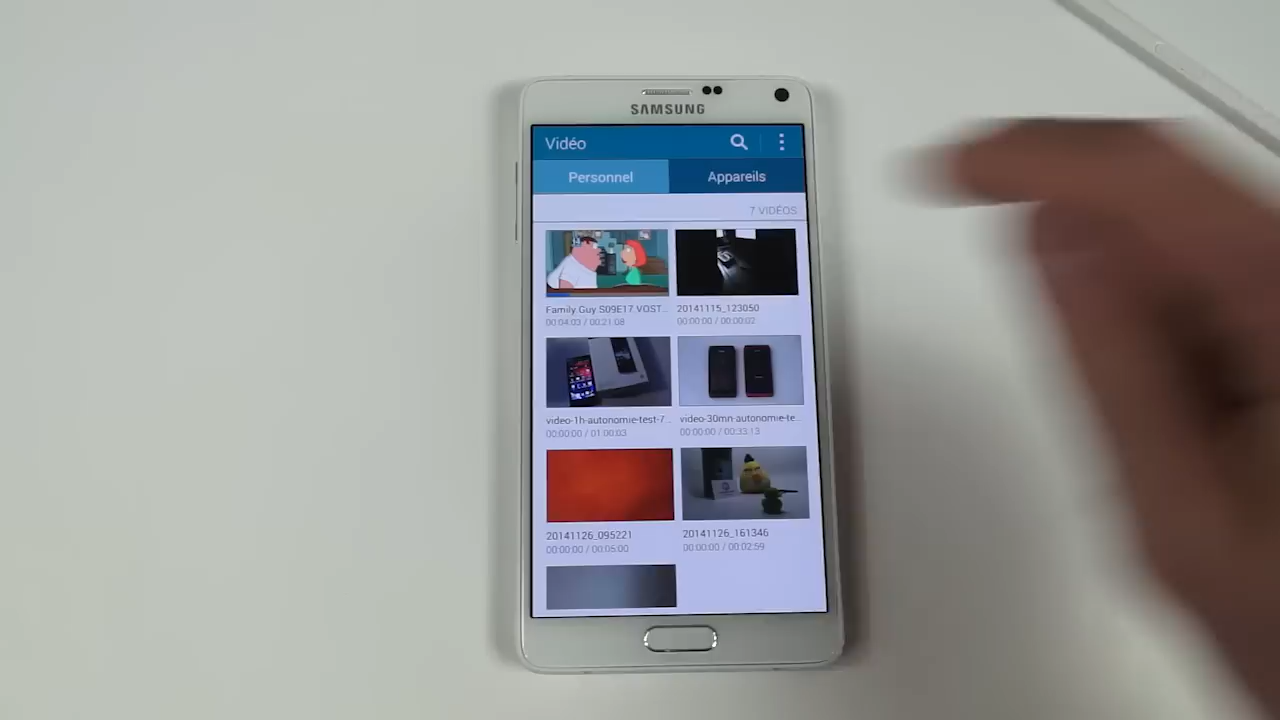 SAMSUNG
Vidéo
Personnel
Appareils
7 VIDÉOS
Family Guy S09E17 VOST...
00:04:03 / 00:21:08
20141115_123050
00:00:00 / 00:00:02
video-1h-autonomie-test-7...
00:00:00 / 01:00:03
video-30mn-autonomie-te...
00:00:00 / 00:33:13
20141126_095221
00:00:00 / 00:05:00
20141126_161346
00:00:00 / 00:02:59